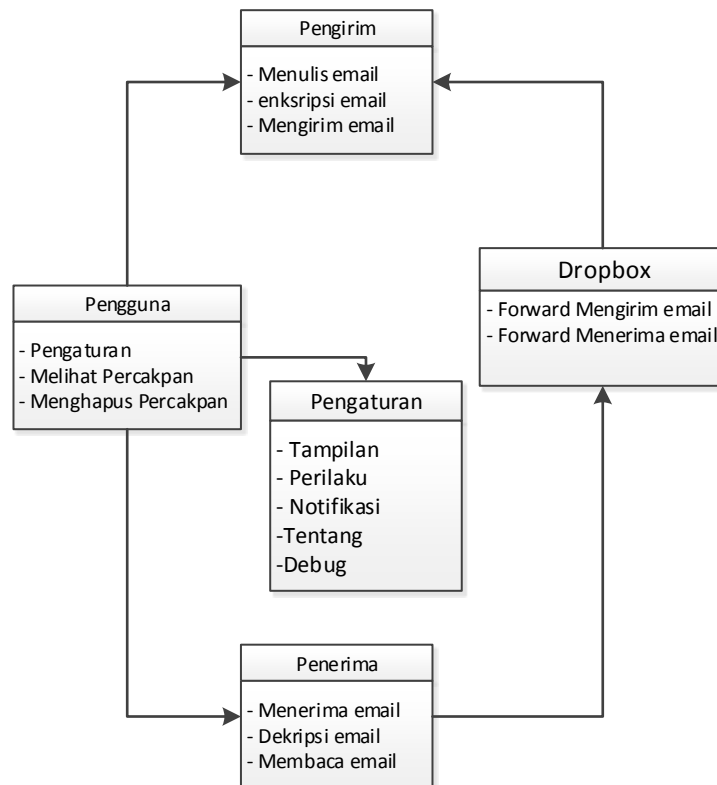 Pengirim
- Menulis email
- enksripsi email
- Mengirim email
Dropbox
- Forward Mengirim email
- Forward Menerima email
Pengguna
- Pengaturan
- Melihat Percakpan
- Menghapus Percakpan
Pengaturan
- Tampilan
- Perilaku
- Notifikasi
-Tentang
-Debug
Penerima
- Menerima email
- Dekripsi email
- Membaca email